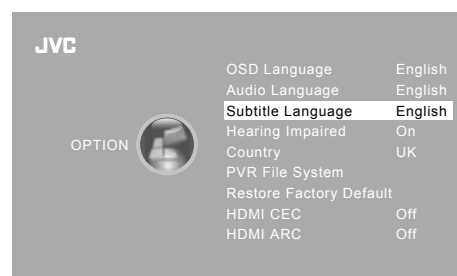 JVC
OPTION
OSD Language English
Audio Language English
Subtitle Language English
Hearing Impaired On
Country UK
PVR File System
Restore Factory Default
HDMI CEC Off
HDMI ARC Off